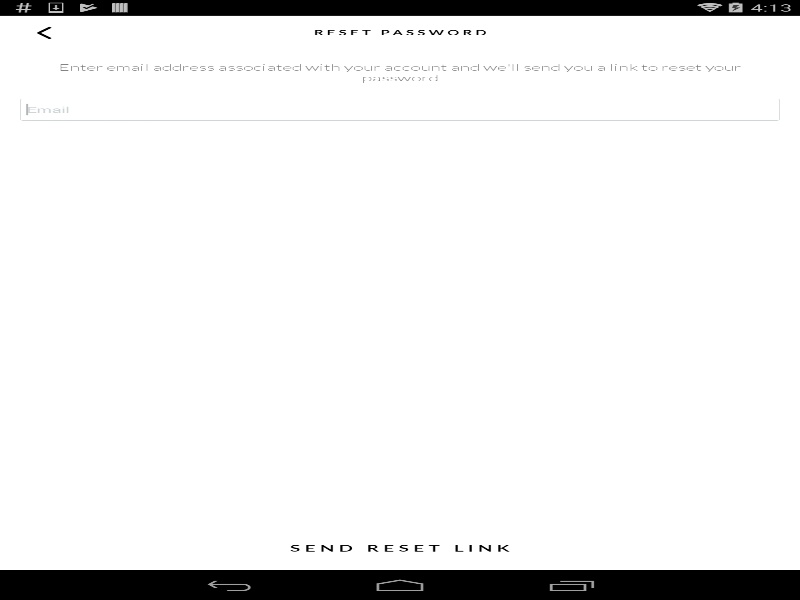 4:13
RESET PASSWORD
Enter email address associated with your account and we'll send you a link to reset your
password
Email
SEND RESET LINK